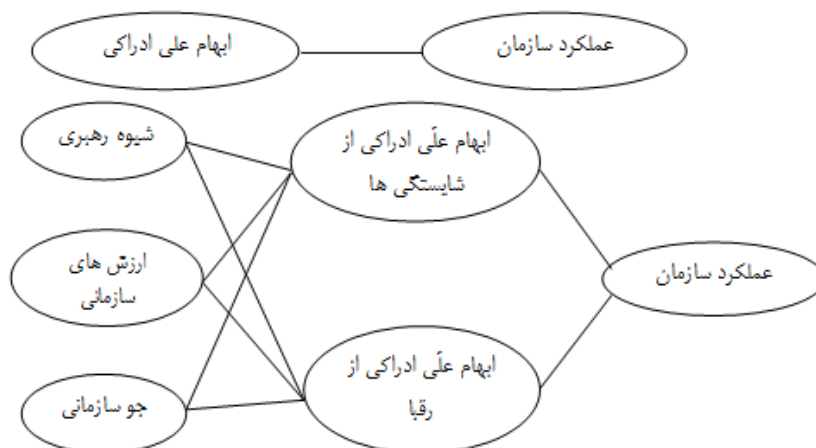 ابهام علی ادراکی
عملکرد سازمان
شیوه رهبری
ابهام علّی ادراکی از
شایستگی ها
ارزش های
سازمانی
عملکرد سازمان
ابهام علّی ادراکی از
رقبا
جو سازمانی